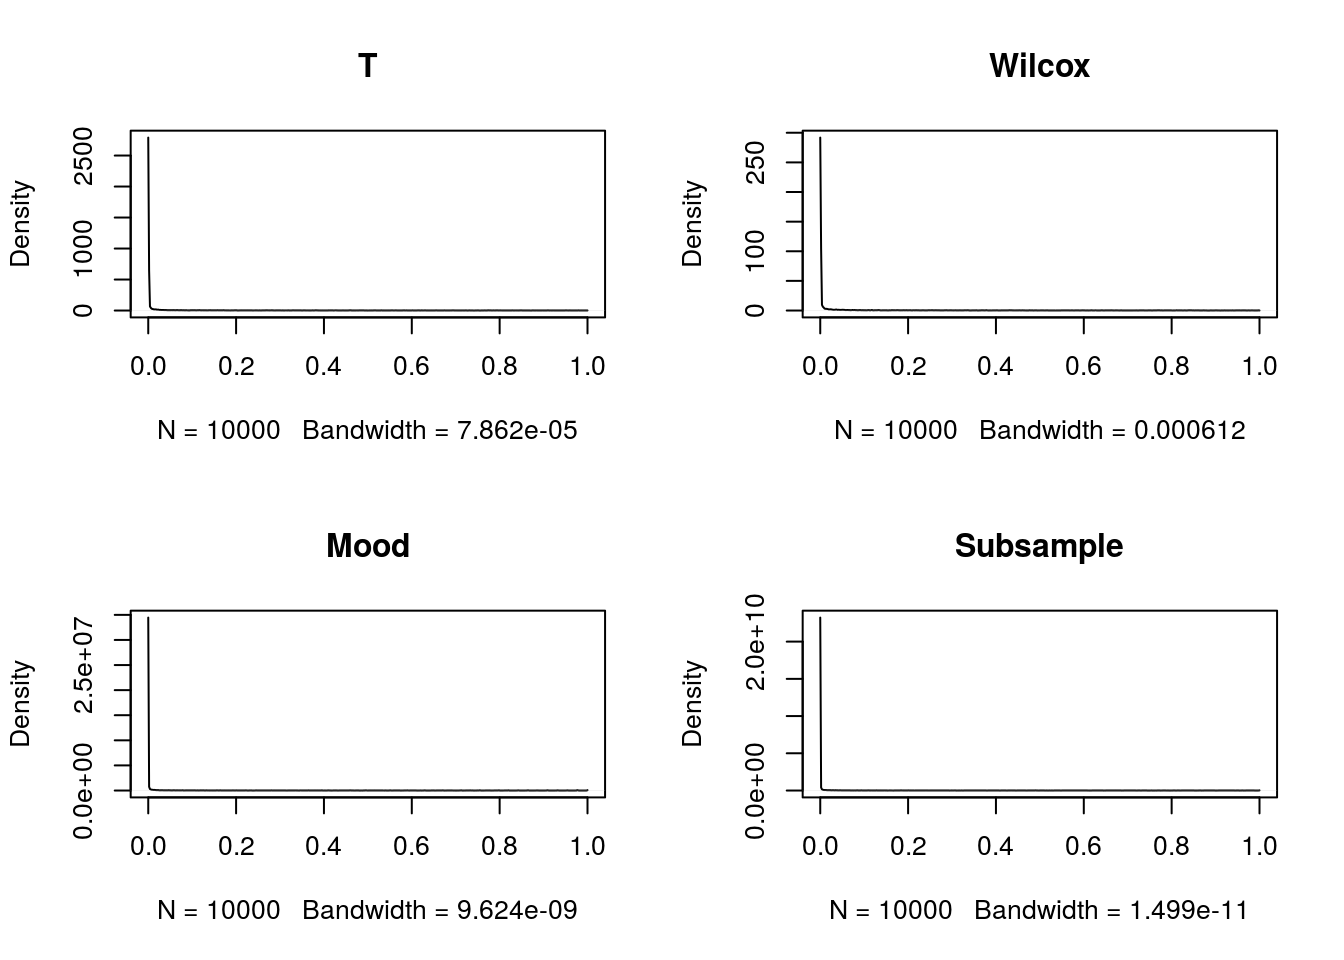 T
Density
2500
1000
0
0.0 0.2 0.4 0.6 0.8 1.0
N = 10000 Bandwidth = 7.862e-05
Wilcox
Density
250
100
0
0.0 0.2 0.4 0.6 0.8 1.0
N = 10000 Bandwidth = 0.000612
Mood
Density
2.5e+07
0.0e+00
0.0 0.2 0.4 0.6 0.8 1.0
N = 10000 Bandwidth = 9.624e-09
Subsample
Density
2.0e+10
0.0e+00
0.0 0.2 0.4 0.6 0.8 1.0
N = 10000 Bandwidth = 1.499e-11